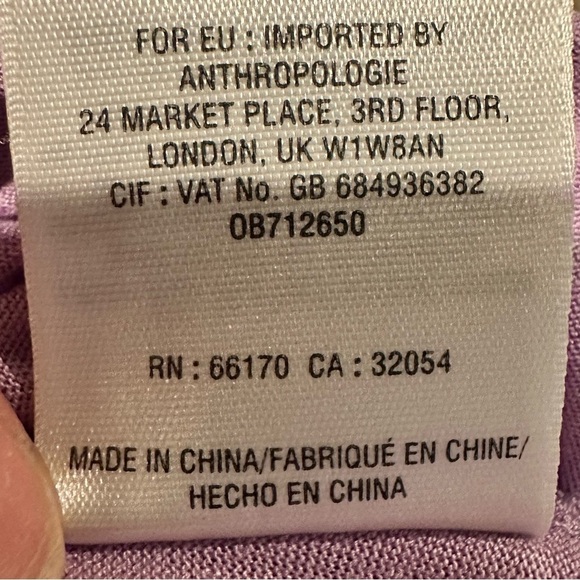 FOR EU : IMPORTED BY
ANTHROPOLOGIE
24 MARKET PLACE, 3RD FLOOR,
LONDON, UK W1W8AN
CIF : VAT No. GB 684936382
OB712650
RN : 66170 CA : 32054
MADE IN CHINA/FABRIQUÉ EN CHINE/
HECHO EN CHINA